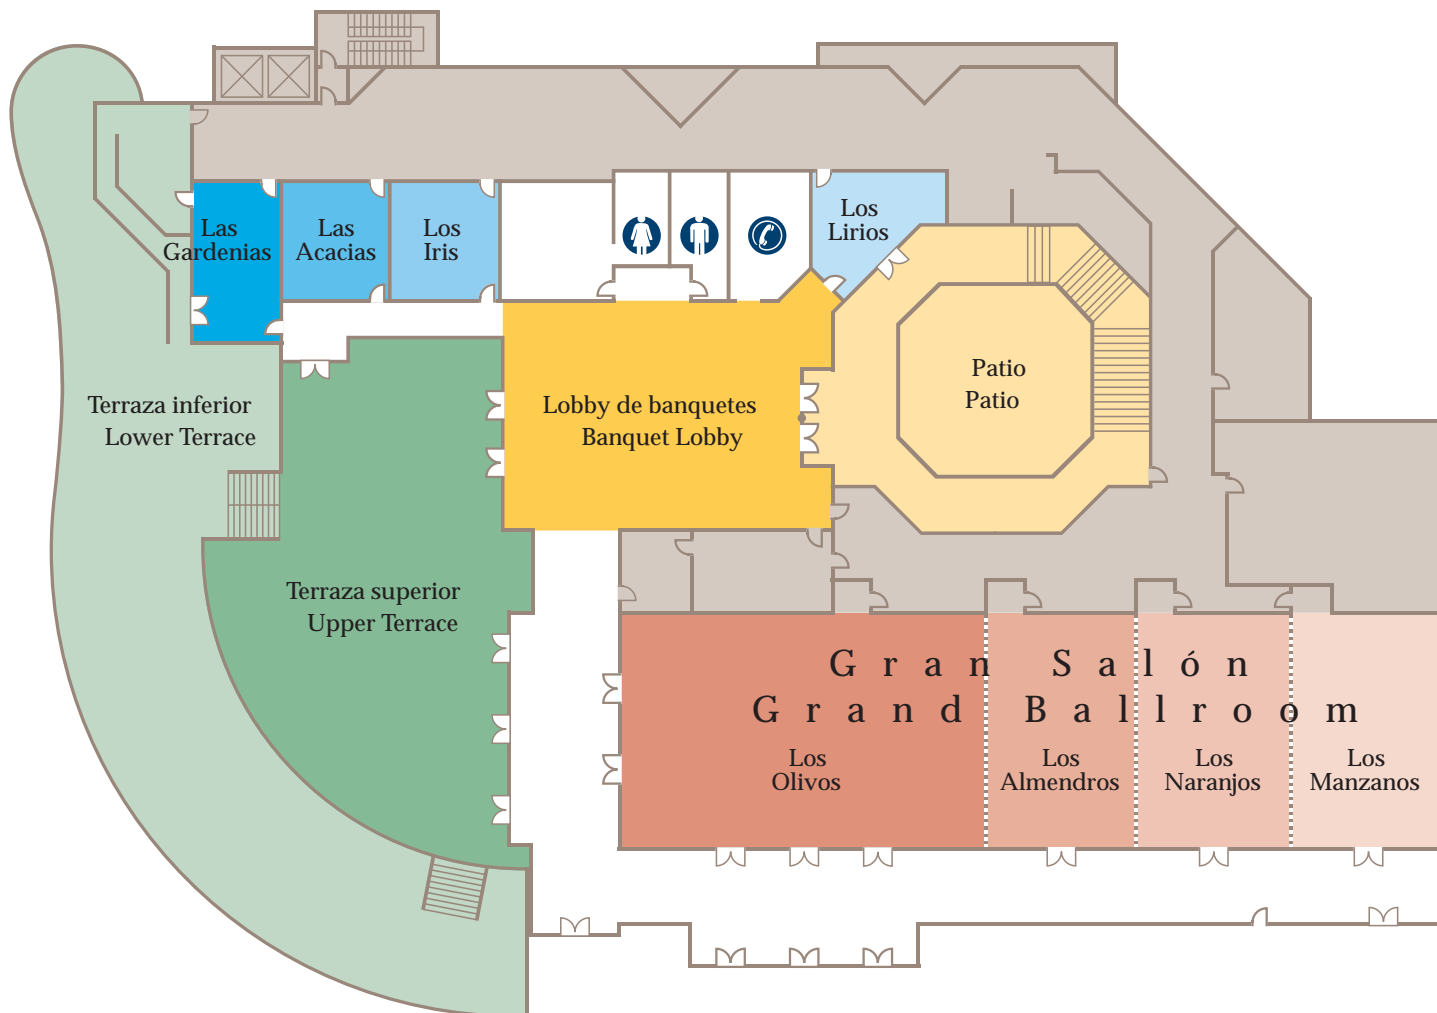 Las
Gardenias
Las
Acacias
Los
Iris
Los
Lirios
Patio
Patio
Terraza inferior
Lower Terrace
Lobby de banquetes
Banquet Lobby
Terraza superior
Upper Terrace
Gran Salón
Grand Ballroom
Los
Olivos
Los
Almendros
Los
Naranjos
Los
Manzanos